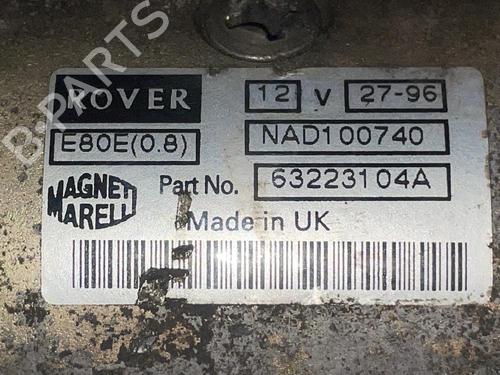 B-PARTS
ROVER 12 V 27-96
E80E(0.8) NAD100740
MAGNETI MARELLI Part No. 63223104A
Made in UK